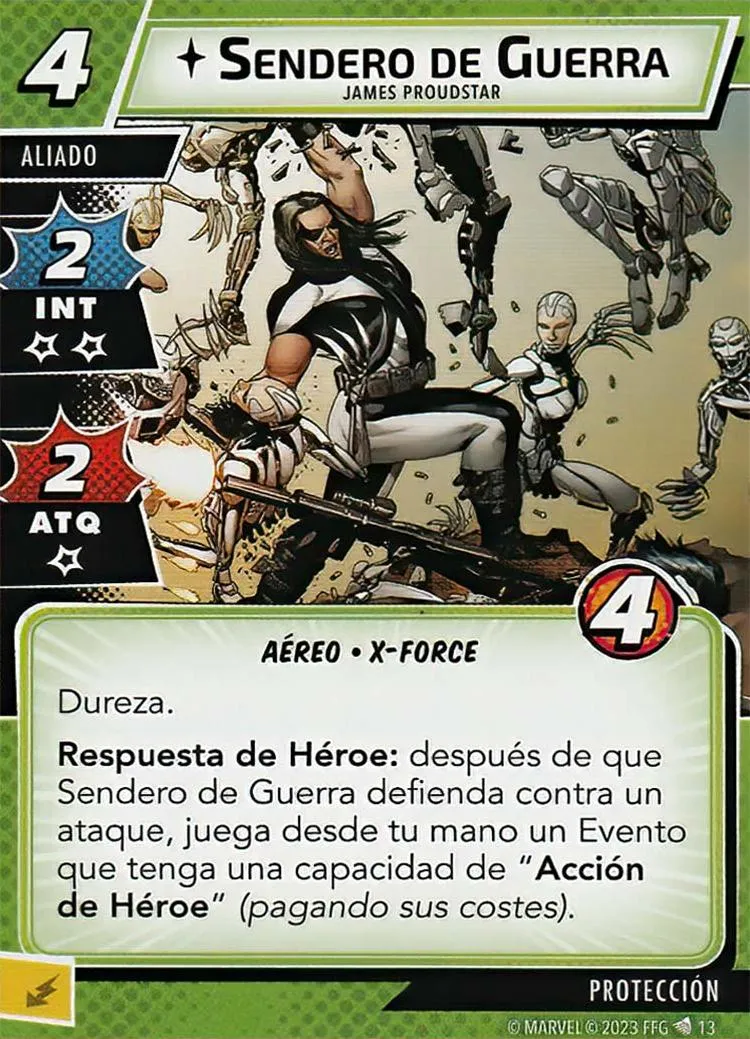 4
SENDERO DE GUERRA
JAMES PROUDSTAR
ALIADO
2
INT
2
ATQ
4
AÉREO • X-FORCE
Dureza.
Respuesta de Héroe: después de que
Sendero de Guerra defienda contra un
ataque, juega desde tu mano un Evento
que tenga una capacidad de “Acción
de Héroe” (pagando sus costes).
PROTECCIÓN
© MARVEL © 2023 FFG 13